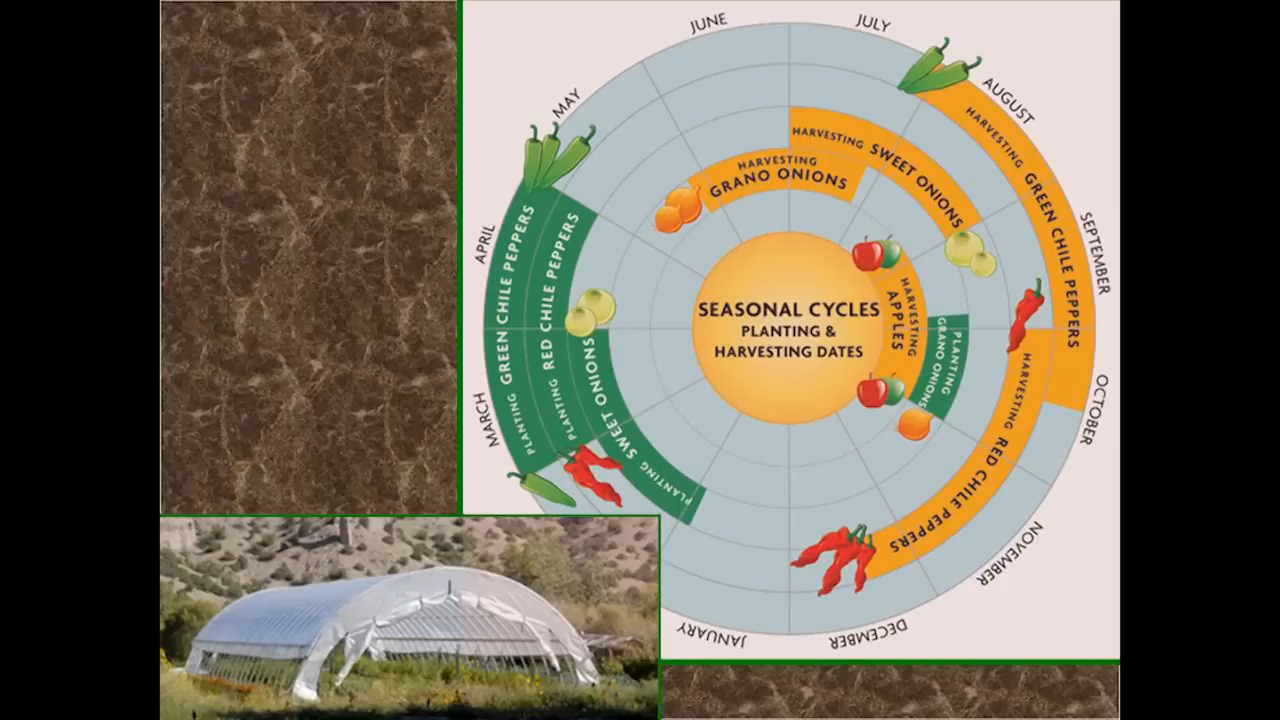 JUNE
JULY
MAY
AUGUST
APRIL
SEPTEMBER
MARCH
OCTOBER
NOVEMBER
JANUARY
DECEMBER
HARVESTING GREEN CHILE PEPPERS
HARVESTING SWEET ONIONS
HARVESTING
GRANO ONIONS
PLANTING GREEN CHILE PEPPERS
PLANTING RED CHILE PEPPERS
PLANTING SWEET ONIONS
SEASONAL CYCLES
PLANTING &
HARVESTING DATES
HARVESTING
APPLES
PLANTING
GRANO ONIONS
HARVESTING RED CHILE PEPPERS